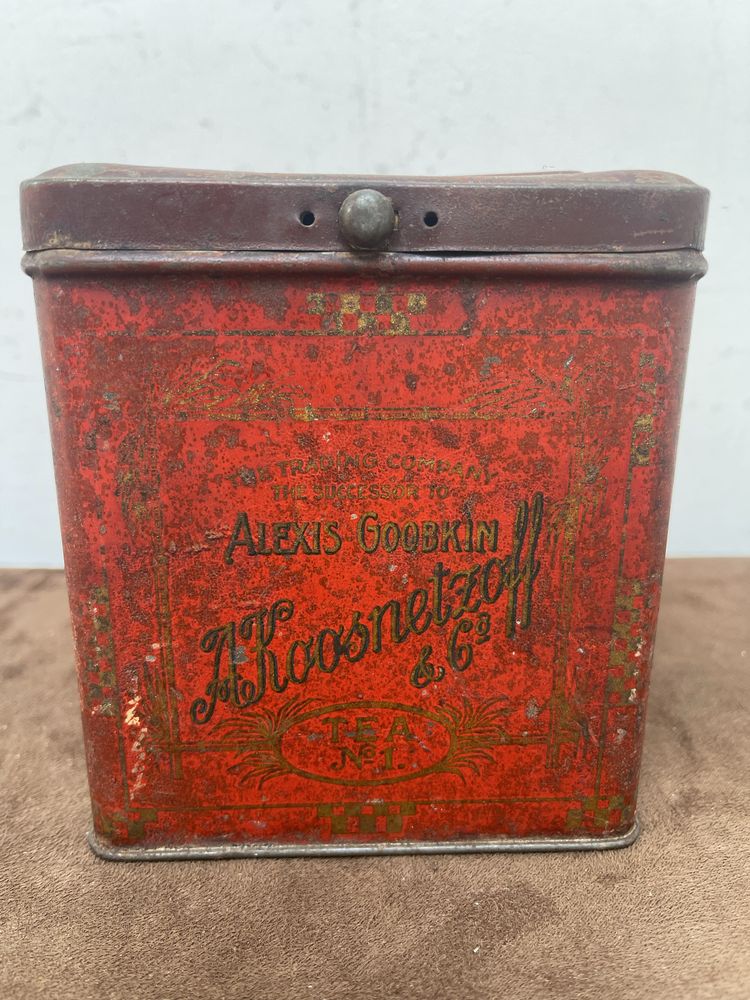 THE TRADING COMPANY
THE SUCCESSOR TO
ALEXIS GOOBKIN
A. Koosnetzoff
& Co
TEA
No 1.